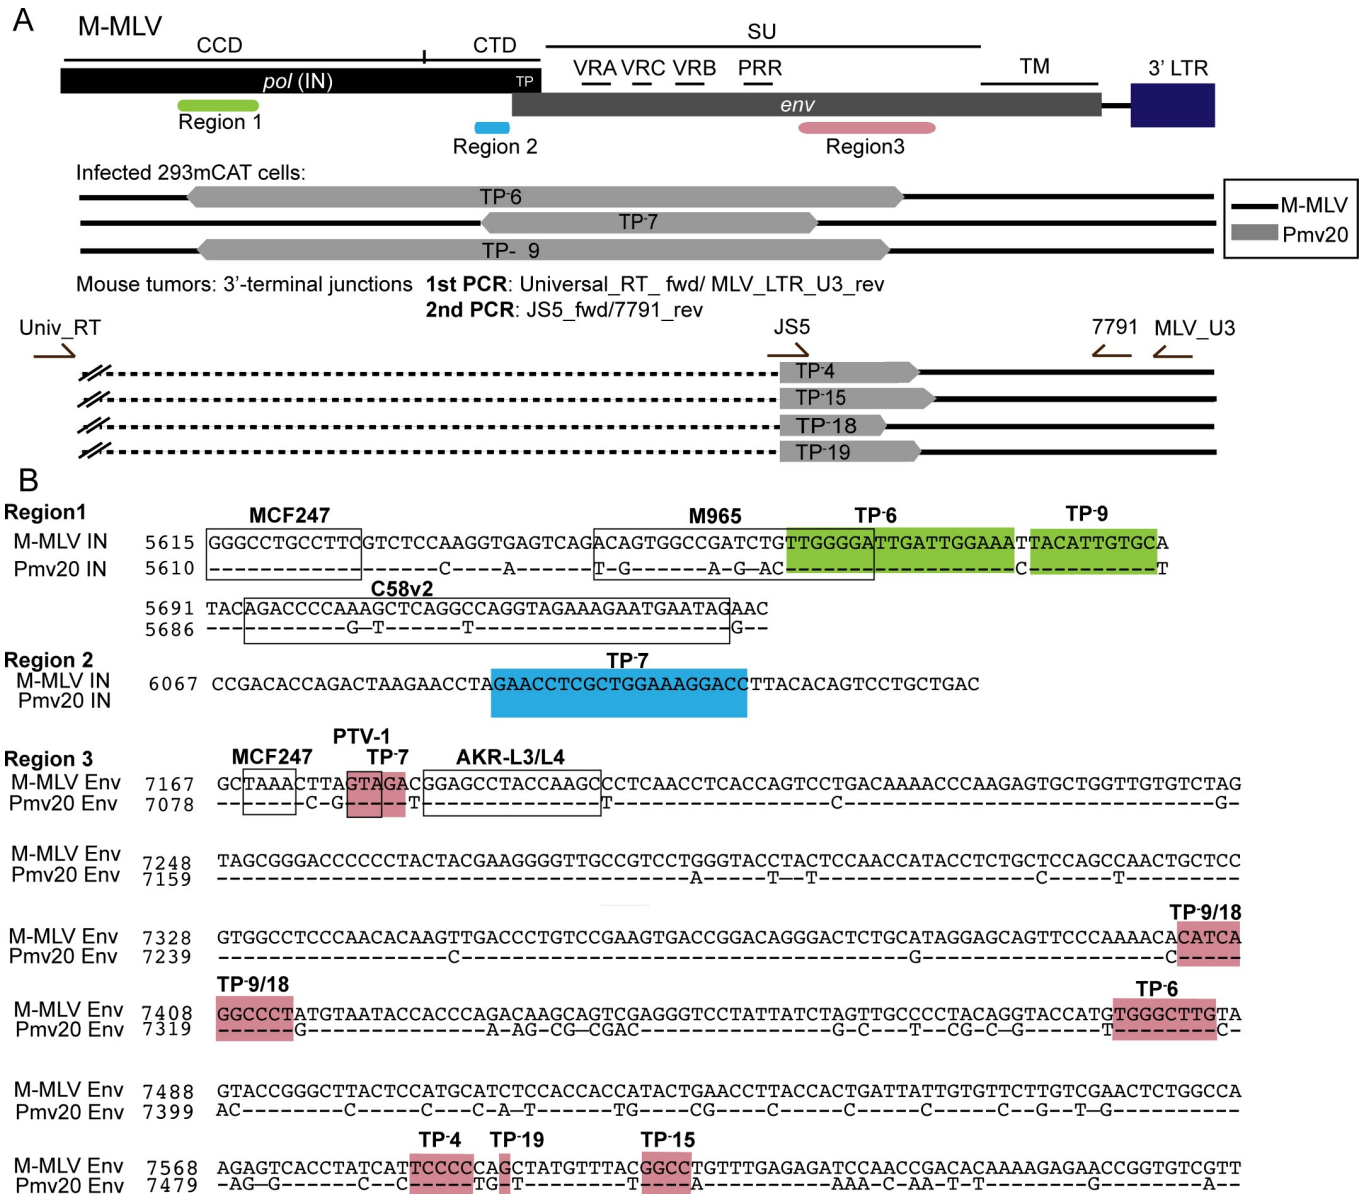 A
M-MLV
SU
CCD
CTD
VRA VRC VRB PRR
TM
3' LTR
pol (IN)
TP
env
Region 1
Region 2
Region3
Infected 293mCAT cells:
TP-6
M-MLV
TP-7
Pmv20
TP- 9
Mouse tumors: 3'-terminal junctions 1st PCR: Universal_RT_ fwd/ MLV_LTR_U3_rev
2nd PCR: JS5_fwd/7791_rev
Univ_RT
JS5
7791
MLV_U3
TP-4
TP-15
TP-18
TP-19
B
Region1
MCF247
M965
TP-6
TP-9
M-MLV IN 5615 GGGCCTGCCTTCGTCTCCAAGGTGAGTCAGACAGTGGCCGATCTGTTGGGGATTGATTGGAAATTACATTGTGCA
Pmv20 IN 5610 ------------------C----A------T-G------A-G-AC------------------C----------T
C58v2
5691 TACAGACCCCAAAGCTCAGGCCAGGTAGAAAGAATGAATAGAAC
5686 -----------G-T------T--------------------G--
Region 2
TP-7
M-MLV IN 6067 CCGACACCAGACTAAGAACCTAGAACCTCGCTGGAAAGGACCTTACACAGTCCTGCTGAC
Pmv20 IN
PTV-1
Region 3
MCF247
TP-7
AKR-L3/L4
M-MLV Env 7167 GCTAAACTTAGTAGACGGAGCCTACCAAGCCCTCAACCTCACCAGTCCTGACAAAACCCAAGAGTGCTGGTTGTGTCTAG
Pmv20 Env 7078 -------C-G-----T--------------T-----------------C-----------------------------G-
M-MLV Env 7248 TAGCGGGACCCCCCTACTACGAAGGGGTTGCCGTCCTGGGTACCTACTCCAACCATACCTCTGCTCCAGCCAACTGCTCC
Pmv20 Env 7159 -------------------------------------A-----T--T-----------------C-----T---------
TP-9/18
M-MLV Env 7328 GTGGCCTCCCAACACAAGTTGACCCTGTCCGAAGTGACCGGACAGGGACTCTGCATAGGAGCAGTTCCCAAAACACATCA
Pmv20 Env 7239 ------------------C-----------------------------------G-------------------C-----
TP-9/18
TP-6
M-MLV Env 7408 GGCCCTATGTAATACCACCCAGACAAGCAGTCGAGGGTCCTATTATCTAGTTGCCCCTACAGGTACCATGTGGGCTTGTA
Pmv20 Env 7319 ------G--------------A-AG-CG-CGAC---------------G-C---T--CG-C-G-------T--------C-
M-MLV Env 7488 GTACCGGGCTTACTCCATGCATCTCCACCACCATACTGAACCTTACCACTGATTATTGTGTTCTTGTCGAACTCTGGCCA
Pmv20 Env 7399 AC--------C-----C---C-A-T------TG----CG----C-----C-----C-----C--G--T-G----------
TP-4
TP-19
TP-15
M-MLV Env 7568 AGAGTCACCTATCATTCCCCCAGCTATGTTTACGGCCTGTTTGAGAGATCCAACCGACACAAAAGAGAACCGGTGTCGTT
Pmv20 Env 7479 -AG-G------C--C-----TG-T--------T----A----------AAA-C-AA-T-T--------G--------A--